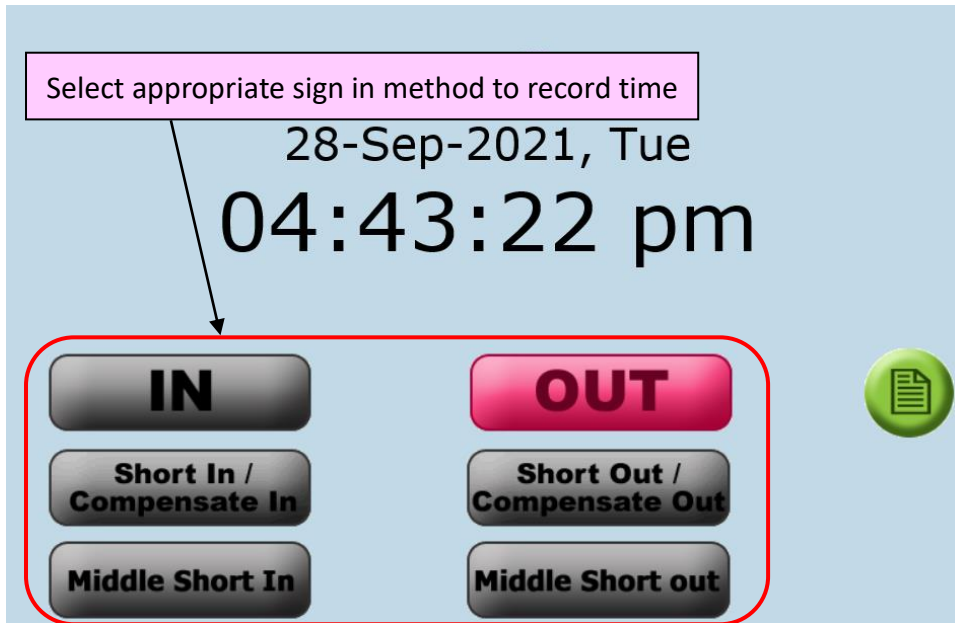 Select appropriate sign in method to record time
28-Sep-2021, Tue
04:43:22 pm
IN
OUT
Short In /
Compensate In
Short Out /
Compensate Out
Middle Short In
Middle Short out